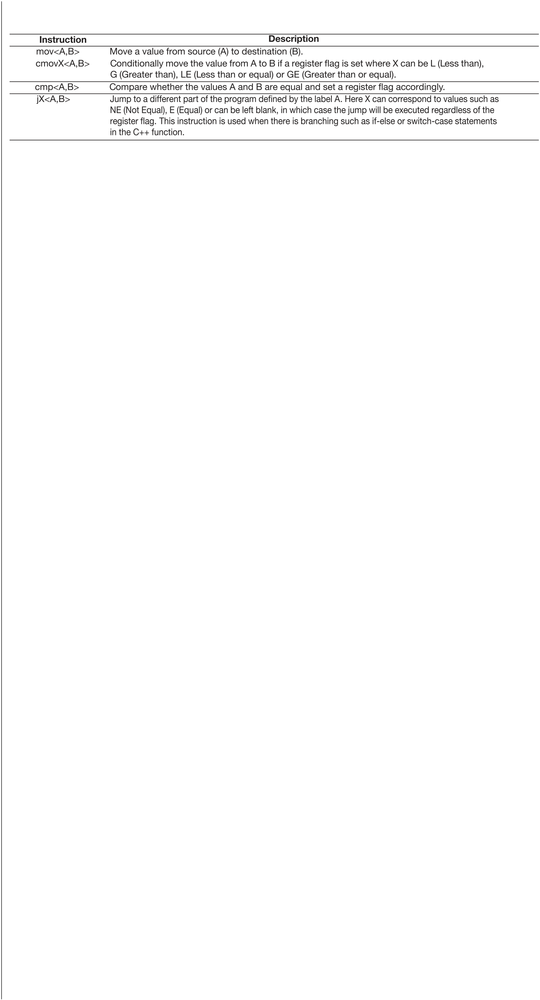 Instruction Description
mov<A,B> Move a value from source (A) to destination (B).
cmovX<A,B> Conditionally move the value from A to B if a register flag is set where X can be L (Less than),
G (Greater than), LE (Less than or equal) or GE (Greater than or equal).
cmp<A,B> Compare whether the values A and B are equal and set a register flag accordingly.
jX<A,B> Jump to a different part of the program defined by the label A. Here X can correspond to values such as
NE (Not Equal), E (Equal) or can be left blank, in which case the jump will be executed regardless of the
register flag. This instruction is used when there is branching such as if-else or switch-case statements
in the C++ function.